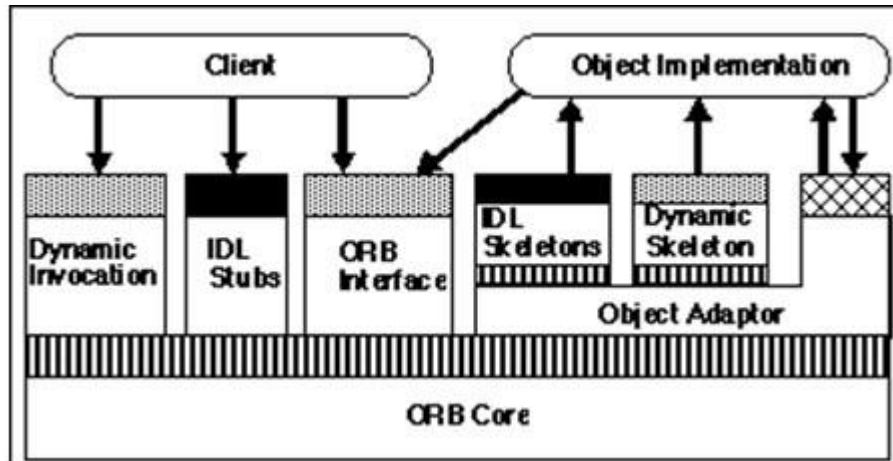 Client
Object Implementation
Dynamic
Invocation
IDL
Stubs
ORB
Interface
IDL
Skeletons
Dynamic
Skeleton
Object Adaptor
ORB Core